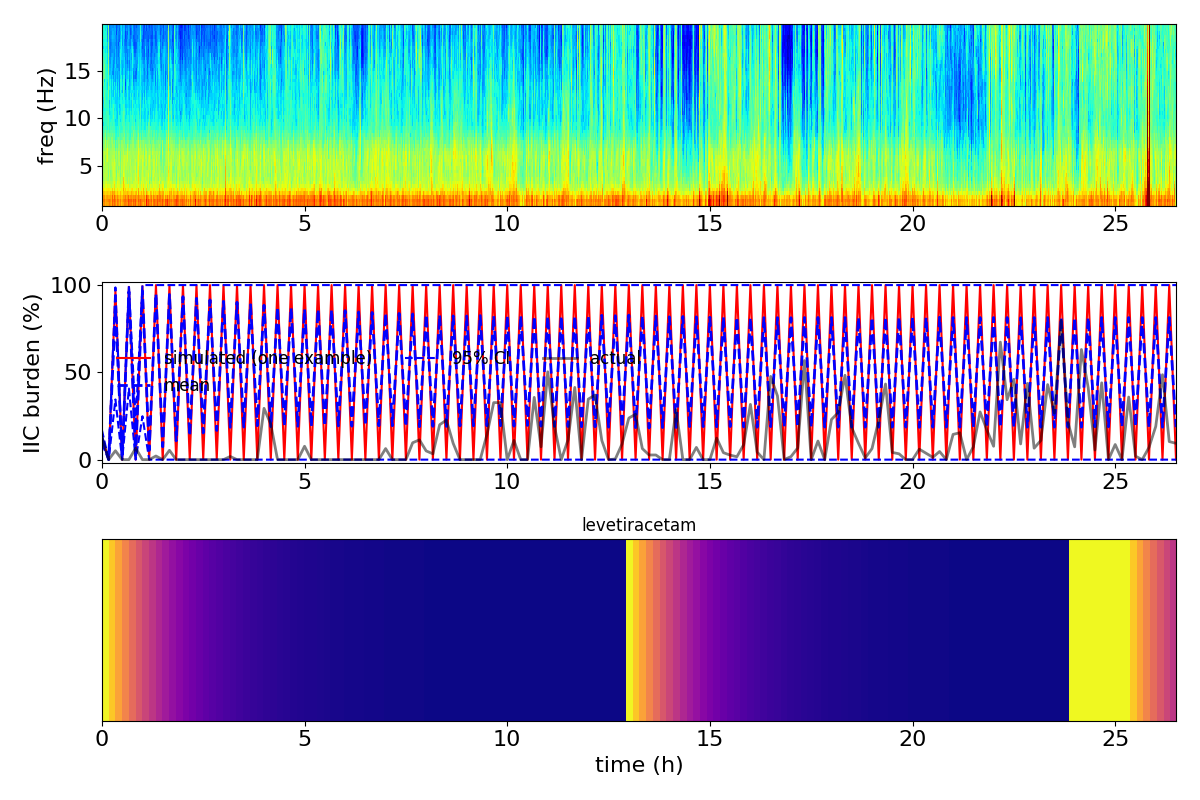 freq (Hz)
15
10
5
0 5 10 15 20 25
IIC burden (%)
100
50
0
simulated (one example) 95% CI actual
mean
0 5 10 15 20 25
levetiracetam
0 5 10 15 20 25
time (h)